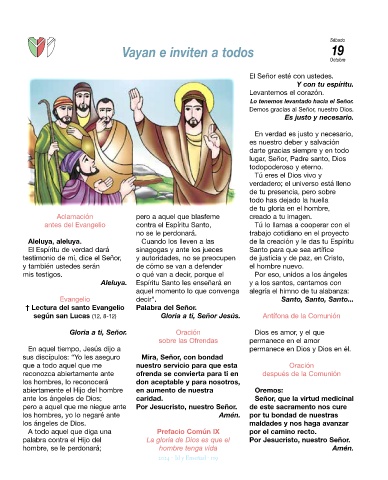 Sábado
19
Octubre
Vayan e inviten a todos
Aclamación
antes del Evangelio
Aleluya, aleluya.
El Espíritu de verdad dará
testimonio de mí, dice el Señor,
y también ustedes serán
mis testigos.
Aleluya.
Evangelio
† Lectura del santo Evangelio
según san Lucas (12, 8-12)
Gloria a ti, Señor.
En aquel tiempo, Jesús dijo a
sus discípulos: "Yo les aseguro
que a todo aquel que me
reconozca abiertamente ante
los hombres, lo reconocerá
abiertamente el Hijo del hombre
ante los ángeles de Dios;
pero a aquel que me niegue ante
los hombres, yo lo negaré ante
los ángeles de Dios.
A todo aquel que diga una
palabra contra el Hijo del
hombre, se le perdonará;
pero a aquel que blasfeme
contra el Espíritu Santo,
no se le perdonará.
Cuando los lleven a las
sinagogas y ante los jueces
y autoridades, no se preocupen
de cómo se van a defender
o qué van a decir, porque el
Espíritu Santo les enseñará en
aquel momento lo que convenga
decir".
Palabra del Señor.
Gloria a ti, Señor Jesús.
Oración
sobre las Ofrendas
Mira, Señor, con bondad
nuestro servicio para que esta
ofrenda se convierta para ti en
don aceptable y para nosotros,
en aumento de nuestra
caridad.
Por Jesucristo, nuestro Señor.
Amén.
Prefacio Común IX
La gloria de Dios es que el
hombre tenga vida
El Señor esté con ustedes.
Y con tu espíritu.
Levantemos el corazón.
Lo tenemos levantado hacia el Señor.
Demos gracias al Señor, nuestro Dios.
Es justo y necesario.
En verdad es justo y necesario,
es nuestro deber y salvación
darte gracias siempre y en todo
lugar, Señor, Padre santo, Dios
todopoderoso y eterno.
Tú eres el Dios vivo y
verdadero; el universo está lleno
de tu presencia, pero sobre
todo has dejado la huella
de tu gloria en el hombre,
creado a tu imagen.
Tú lo llamas a cooperar con el
trabajo cotidiano en el proyecto
de la creación y le das tu Espíritu
Santo para que sea artífice
de justicia y de paz, en Cristo,
el hombre nuevo.
Por eso, unidos a los ángeles
y a los santos, cantamos con
alegría el himno de tu alabanza:
Santo, Santo, Santo...
Antífona de la Comunión
Dios es amor, y el que
permanece en el amor
permanece en Dios y Dios en él.
Oración
después de la Comunión
Oremos:
Señor, que la virtud medicinal
de este sacramento nos cure
por tu bondad de nuestras
maldades y nos haga avanzar
por el camino recto.
Por Jesucristo, nuestro Señor.
Amén.